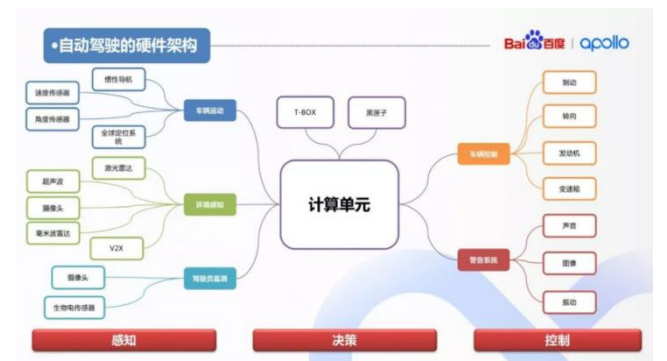 •自动驾驶的硬件架构
Bai du 百度 | apollo
惯性导航
速度传感器
角度传感器
全球定位系
统
车辆运动
激光雷达
超声波
摄像头
毫米波雷达
V2X
环境感知
摄像头
生物电传感器
驾驶员监测
T-BOX
黑匣子
计算单元
车辆控制
制动
转向
发动机
变速箱
警告系统
声音
图像
振动
感知
决策
控制